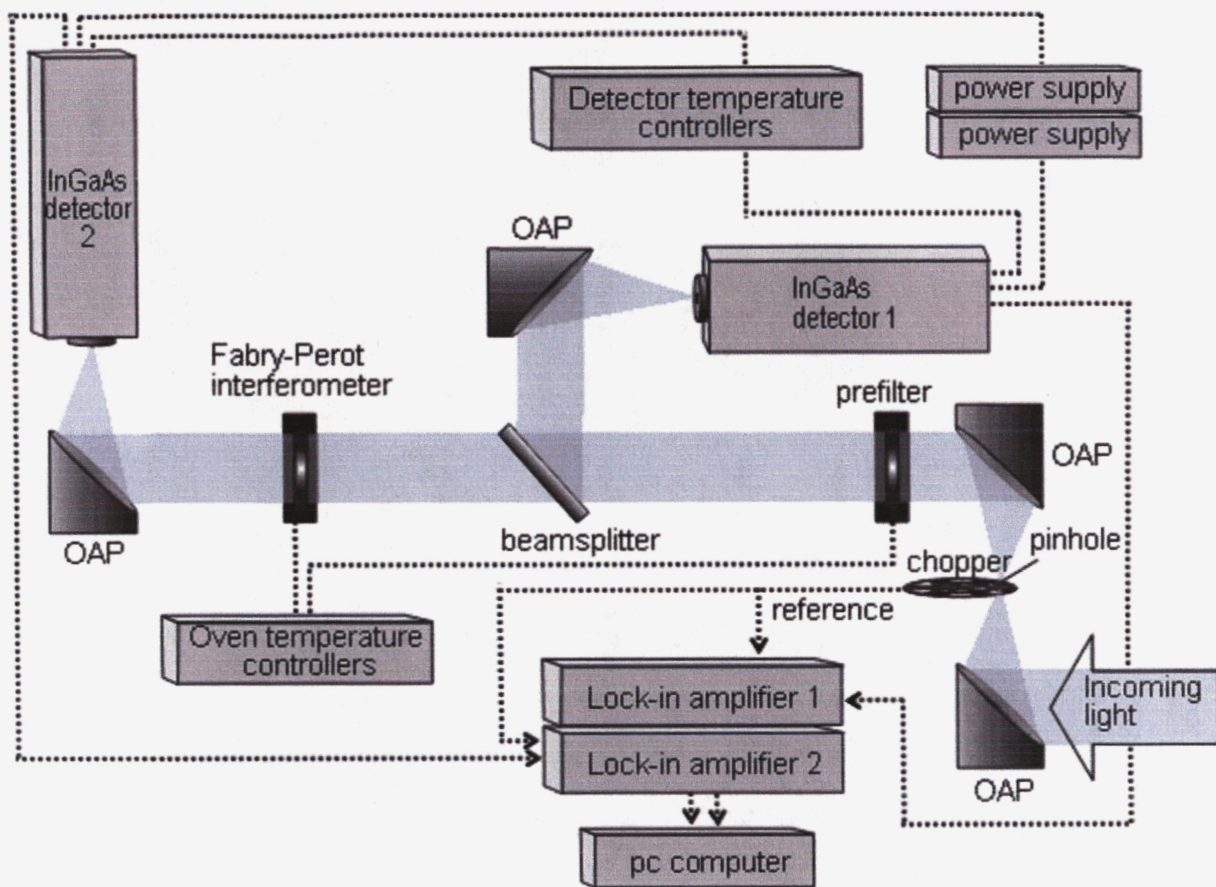 Detector temperature
controllers
power supply
power supply
InGaAs
detector
2
OAP
InGaAs
detector 1
Fabry-Perot
interferometer
prefilter
OAP
OAP
beamsplitter
chopper
pinhole
reference
Oven temperature
controllers
Lock-in amplifier 1
Incoming
light
Lock-in amplifier 2
OAP
pc computer